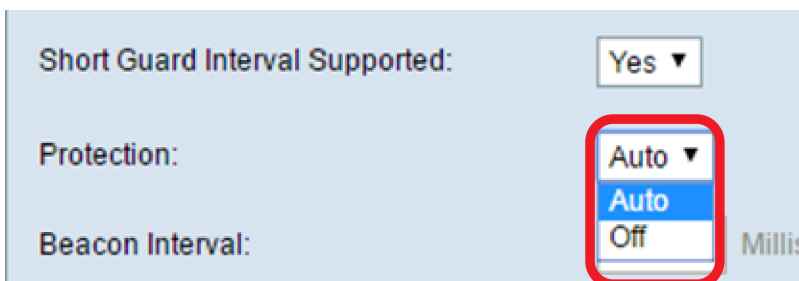 Short Guard Interval Supported: Yes
Protection: Auto
Auto
Off
Beacon Interval: